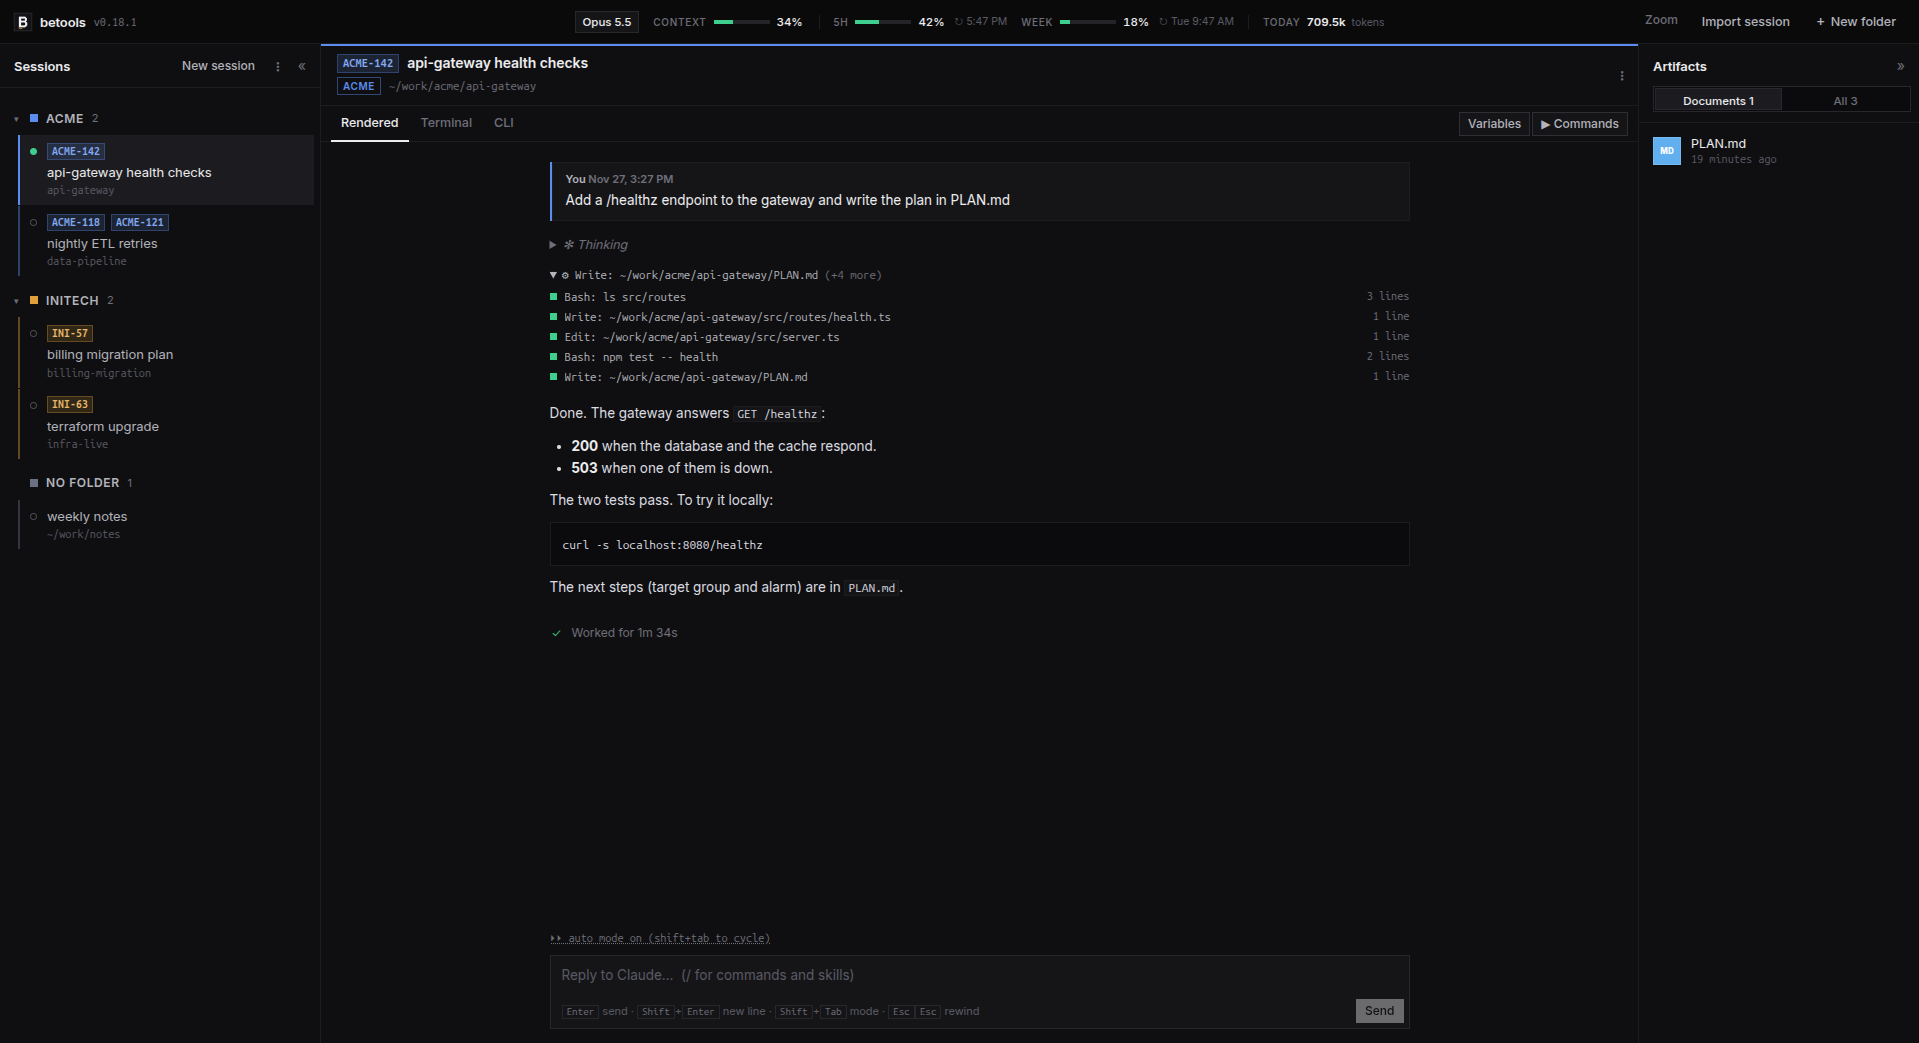 B betools v0.18.1
Opus 5.5 CONTEXT 34% 5H 42% ↻ 5:47 PM WEEK 18% ↻ Tue 9:47 AM TODAY 709.5k tokens
Zoom Import session + New folder
Sessions New session ⋮ «
▾ ACME 2
ACME-142
api-gateway health checks
api-gateway
ACME-118 ACME-121
nightly ETL retries
data-pipeline
▾ INITECH 2
INI-57
billing migration plan
billing-migration
INI-63
terraform upgrade
infra-live
NO FOLDER 1
weekly notes
~/work/notes
ACME-142 api-gateway health checks
ACME ~/work/acme/api-gateway
Rendered Terminal CLI Variables ▶ Commands
You Nov 27, 3:27 PM
Add a /healthz endpoint to the gateway and write the plan in PLAN.md
▶ ✻ Thinking
▼ ⚙ Write: ~/work/acme/api-gateway/PLAN.md (+4 more)
Bash: ls src/routes 3 lines
Write: ~/work/acme/api-gateway/src/routes/health.ts 1 line
Edit: ~/work/acme/api-gateway/src/server.ts 1 line
Bash: npm test -- health 2 lines
Write: ~/work/acme/api-gateway/PLAN.md 1 line
Done. The gateway answers GET /healthz:
• 200 when the database and the cache respond.
• 503 when one of them is down.
The two tests pass. To try it locally:
curl -s localhost:8080/healthz
The next steps (target group and alarm) are in PLAN.md.
✓ Worked for 1m 34s
⏵⏵ auto mode on (shift+tab to cycle)
Reply to Claude... (/ for commands and skills)
Enter send · Shift+Enter new line · Shift+Tab mode · Esc Esc rewind
Send
Artifacts »
Documents 1 All 3
MD PLAN.md
19 minutes ago